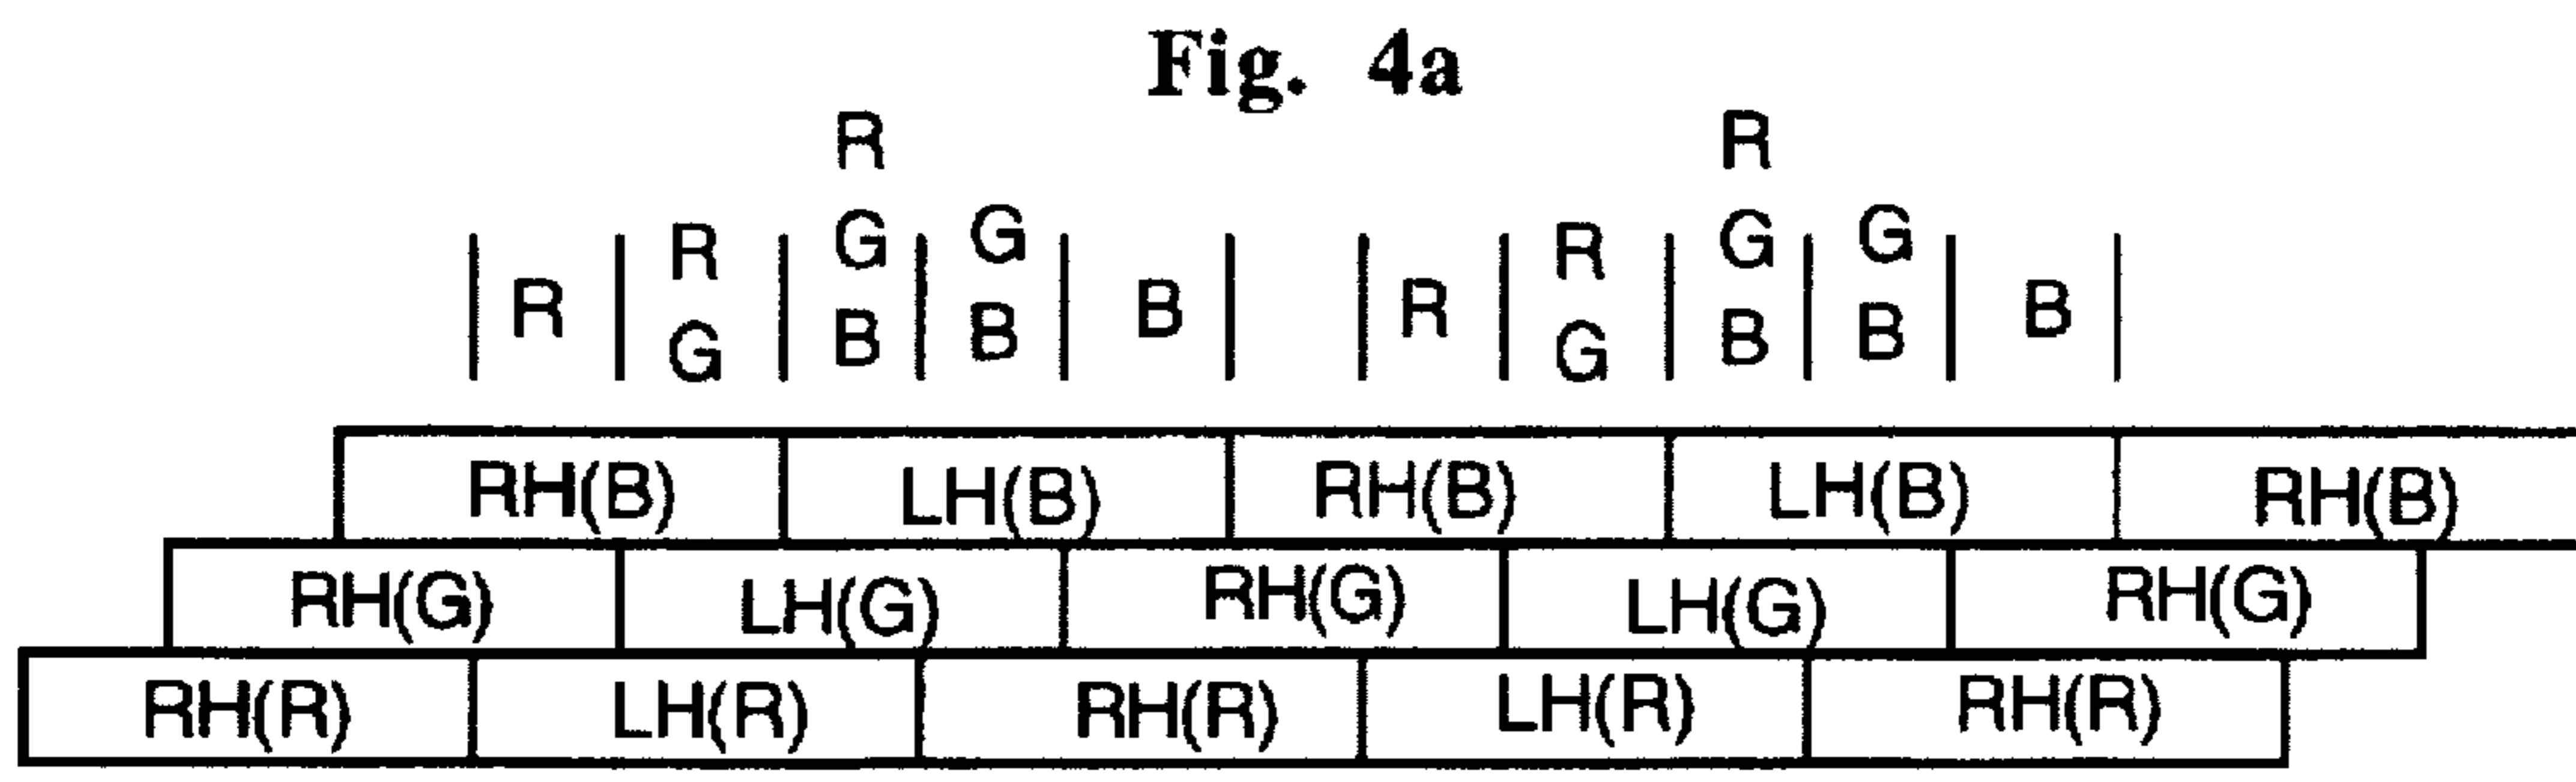 Fig. 4a
R R
R G G R G G
R G B B B R G B B B
RH(B) LH(B) RH(B) LH(B) RH(B)
RH(G) LH(G) RH(G) LH(G) RH(G)
RH(R) LH(R) RH(R) LH(R) RH(R)